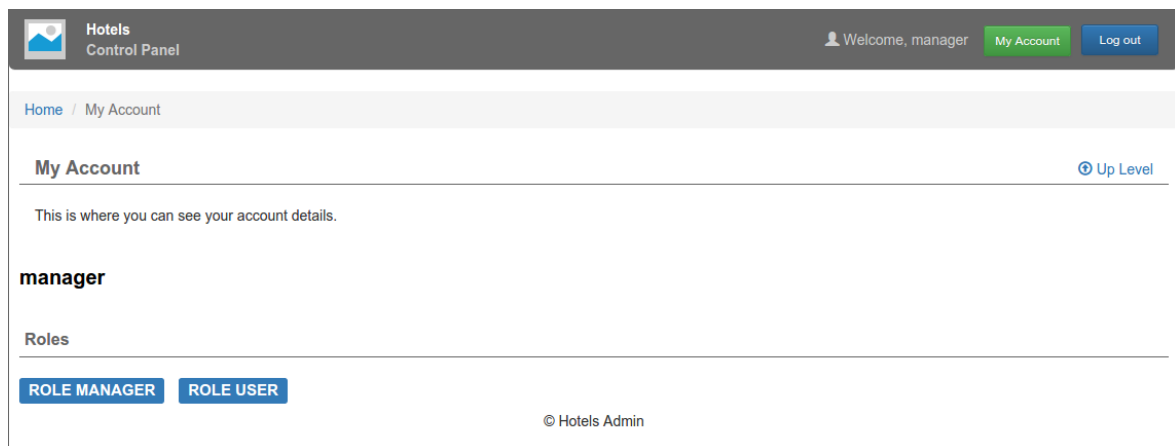 Hotels
Control Panel
Welcome, manager
My Account
Log out
Home / My Account
My Account
Up Level
This is where you can see your account details.
manager
Roles
ROLE MANAGER ROLE USER
© Hotels Admin